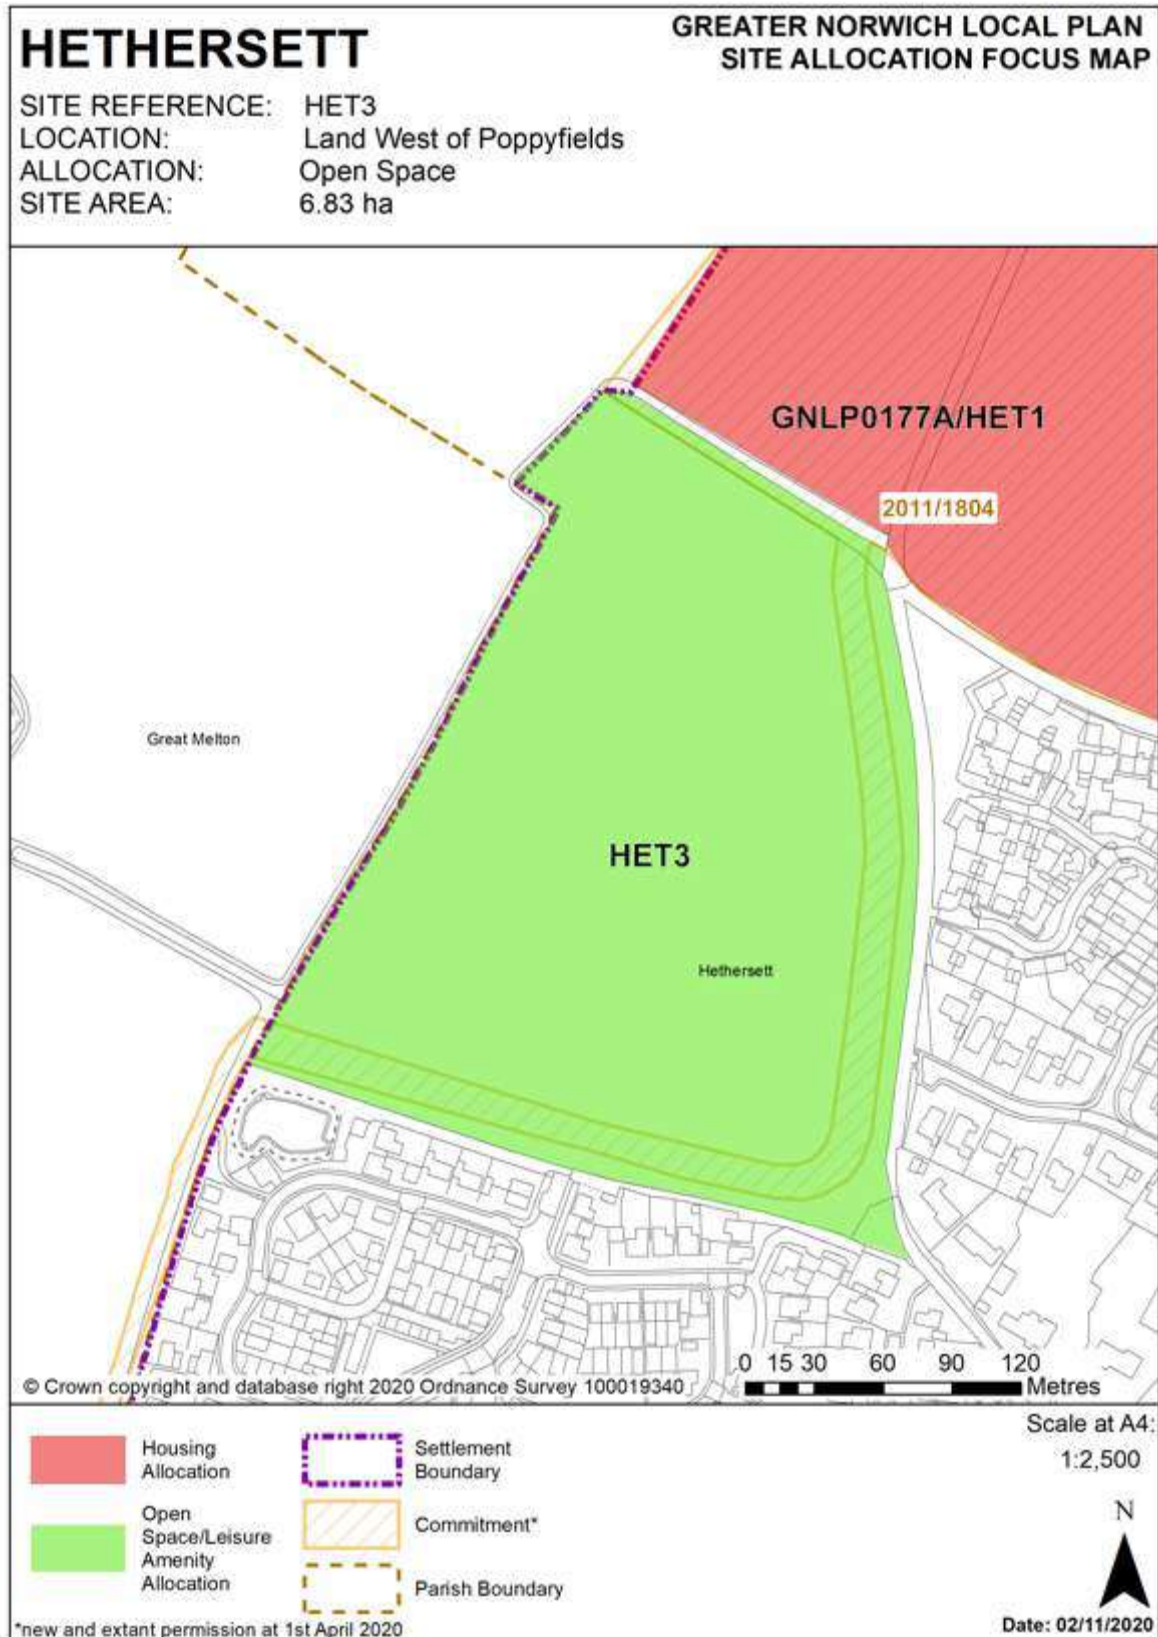 HETHERSETT
GREATER NORWICH LOCAL PLAN
SITE ALLOCATION FOCUS MAP
SITE REFERENCE: HET3
LOCATION: Land West of Poppyfields
ALLOCATION: Open Space
SITE AREA: 6.83 ha
GNLP0177A/HET1
2011/1804
Great Melton
HET3
Hethersett
0 15 30 60 90 120
Metres
© Crown copyright and database right 2020 Ordnance Survey 100019340
Housing
Allocation
Open
Space/Leisure
Amenity
Allocation
Settlement
Boundary
Commitment*
Parish Boundary
Scale at A4:
1:2,500
N
*new and extant permission at 1st April 2020
Date: 02/11/2020